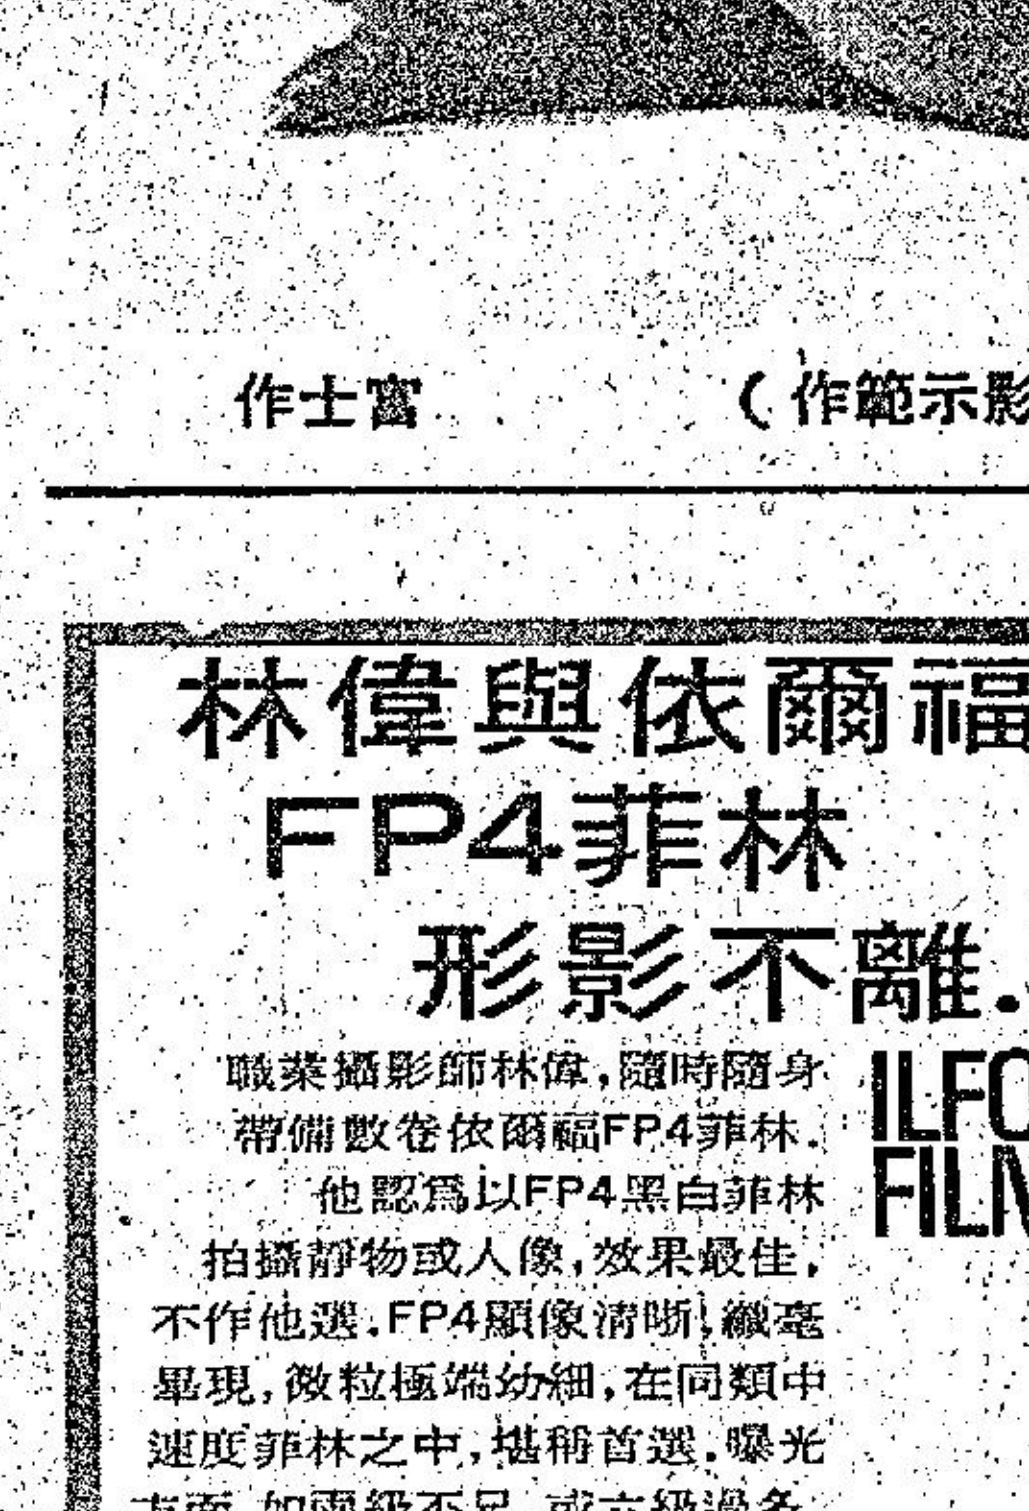 作士富
（作範示影
林偉與依爾福
FP4菲林
形影不離.
職業攝影師林偉,隨時隨身
帶備數卷依爾福FP4菲林.
他認爲以FP4黑白菲林
拍攝靜物或人像,效果最佳,
不作他選.FP4顯像清晰,纖毫
畢現,微粒極端幼細,在同類中
速度菲林之中,堪稱首選.曝光
ILFO
FILM